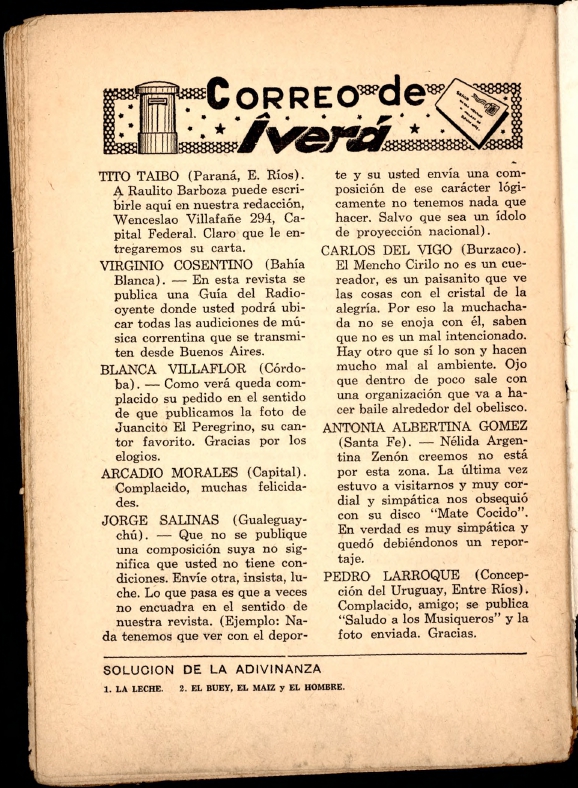 CORREO de
Îverá
TITO TAIBO (Paraná, E. Ríos).
A Raulito Barboza puede escri-
birle aquí en nuestra redacción,
Wenceslao Villafañe 294, Ca-
pital Federal. Claro que le en-
tregaremos su carta.
VIRGINIO COSENTINO (Bahía
Blanca). — En esta revista se
publica una Guía del Radio-
oyente donde usted podrá ubi-
car todas las audiciones de mú-
sica correntina que se transmi-
ten desde Buenos Aires.
BLANCA VILLAFLOR (Córdo-
ba). — Como verá queda com-
placido su pedido en el sentido
de que publicamos la foto de
Juancito El Peregrino, su can-
tor favorito. Gracias por los
elogios.
ARCADIO MORALES (Capital).
Complacido, muchas felicida-
des.
JORGE SALINAS (Gualeguay-
chú). — Que no se publique
una composición suya no sig-
nifica que usted no tiene con-
diciones. Envíe otra, insista, lu-
che. Lo que pasa es que a veces
no encuadra en el sentido de
nuestra revista. (Ejemplo: Na-
da tenemos que ver con el depor-
te y su usted envía una com-
posición de ese carácter lógi-
camente no tenemos nada que
hacer. Salvo que sea un ídolo
de proyección nacional).
CARLOS DEL VIGO (Burzaco).
El Mencho Cirilo no es un cue-
reador, es un paisanito que ve
las cosas con el cristal de la
alegría. Por eso la muchacha-
da no se enoja con él, saben
que no es un mal intencionado.
Hay otro que sí lo son y hacen
mucho mal al ambiente. Ojo
que dentro de poco sale con
una organización que va a ha-
cer baile alrededor del obelisco.
ANTONIA ALBERTINA GOMEZ
(Santa Fe). — Nélida Argen-
tina Zenón creemos no está
por esta zona. La última vez
estuvo a visitarnos y muy cor-
dial y simpática nos obsequió
con su disco “Mate Cocido”.
En verdad es muy simpática y
quedó debiéndonos un repor-
taje.
PEDRO LARROQUE (Concep-
ción del Uruguay, Entre Ríos).
Complacido, amigo; se publica
“Saludo a los Musiqueros” y la
foto enviada. Gracias.
SOLUCION DE LA ADIVINANZA
1. LA LECHE. 2. EL BUEY, EL MAIZ y EL HOMBRE.